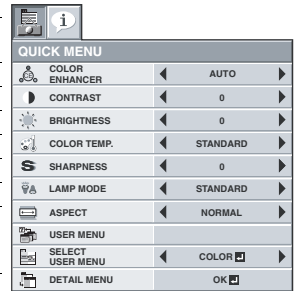 QUICK MENU
COLOR ENHANCER AUTO
CONTRAST 0
BRIGHTNESS 0
COLOR TEMP. STANDARD
SHARPNESS 0
LAMP MODE STANDARD
ASPECT NORMAL
USER MENU
SELECT USER MENU COLOR
DETAIL MENU OK